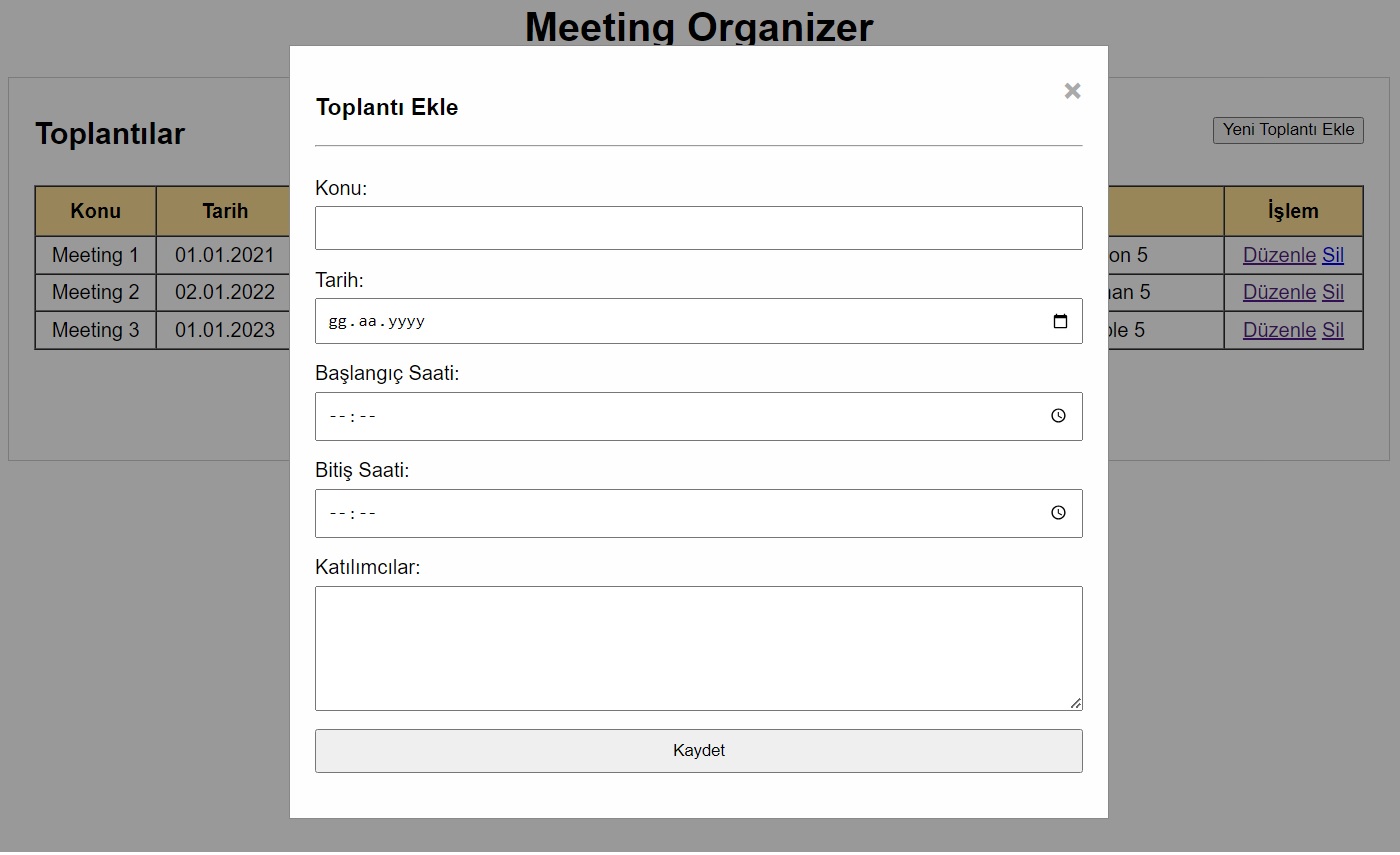 Meeting Organizer
×
Toplantı Ekle
Toplantılar
Yeni Toplantı Ekle
Konu:
Konu Tarih İşlem
Meeting 1 01.01.2021 on 5 Düzenle Sil
Tarih:
Meeting 2 02.01.2022 an 5 Düzenle Sil
gg.aa.yyyy
Meeting 3 01.01.2023 ple 5 Düzenle Sil
Başlangıç Saati:
--:--
Bitiş Saati:
--:--
Katılımcılar:
Kaydet